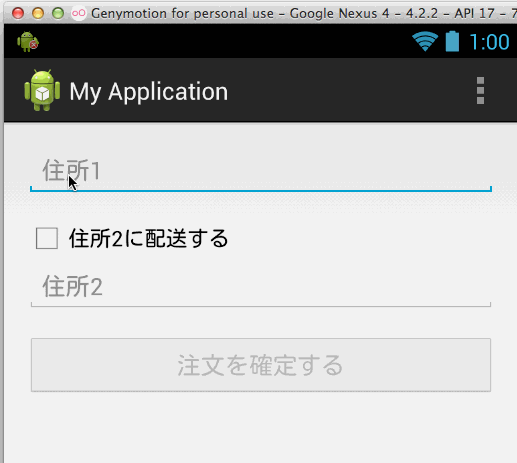 Genymotion for personal use – Google Nexus 4 – 4.2.2 – API 17 – 7
1:00
My Application
住所1
住所2に配送する
住所2
注文を確定する